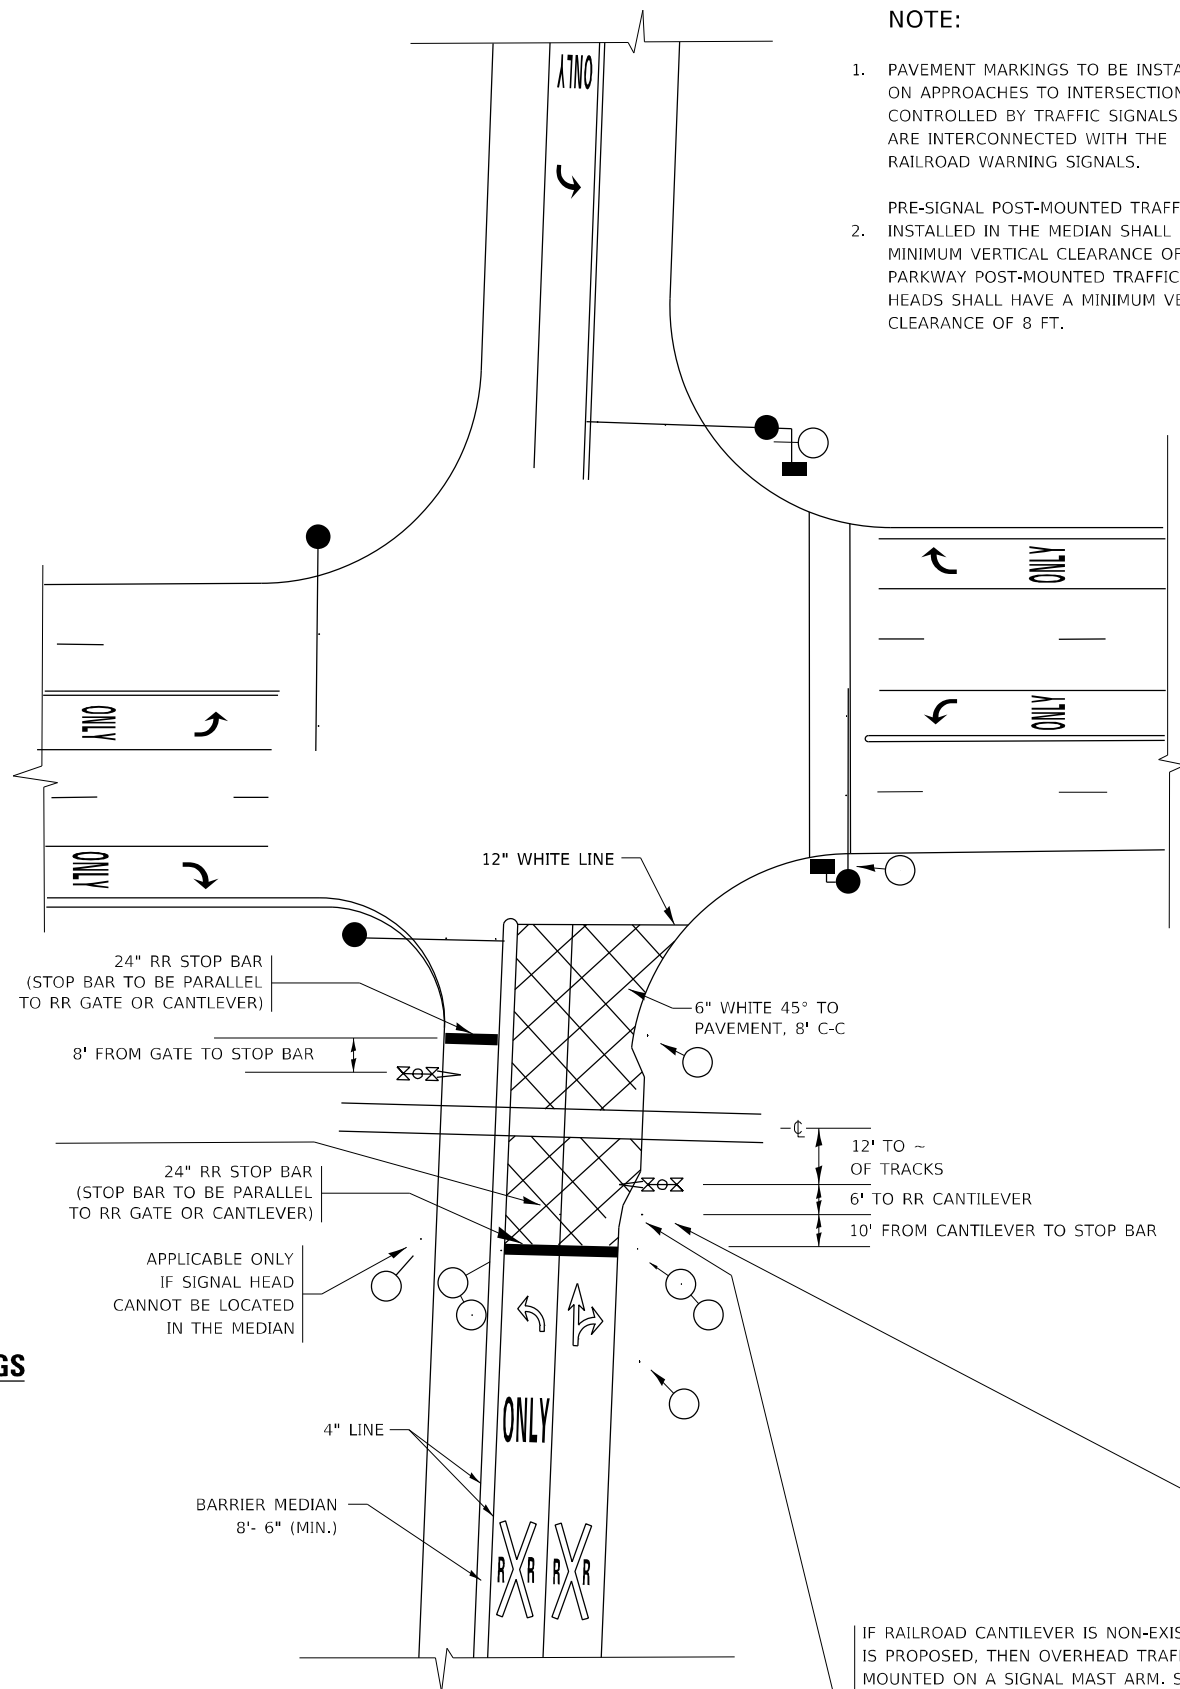 NOTE:
1. PAVEMENT MARKINGS TO BE
ON APPROACHES TO INTERSECTION
CONTROLLED BY TRAFFIC SIGNALS
ARE INTERCONNECTED WITH THE
RAILROAD WARNING SIGNALS.
PRE-SIGNAL POST-MOUNTED
2. INSTALLED IN THE MEDIAN SHALL
MINIMUM VERTICAL CLEARANCE OF
PARKWAY POST-MOUNTED TRAFFIC
HEADS SHALL HAVE A MINIMUM
CLEARANCE OF 8 FT.
ONLY
ONLY
ONLY
ONLY
ONLY
12" WHITE LINE
24" RR STOP BAR
(STOP BAR TO BE PARALLEL
TO RR GATE OR CANTLEVER)
6" WHITE 45° TO
PAVEMENT, 8' C-C
8' FROM GATE TO STOP BAR
℄
12' TO ~
OF TRACKS
24" RR STOP BAR
(STOP BAR TO BE PARALLEL
TO RR GATE OR CANTLEVER)
6' TO RR CANTILEVER
10' FROM CANTILEVER TO STOP BAR
APPLICABLE ONLY
IF SIGNAL HEAD
CANNOT BE LOCATED
IN THE MEDIAN
GS
ONLY
4" LINE
BARRIER MEDIAN
8'- 6" (MIN.)
R R R R
IF RAILROAD CANTILEVER IS
IS PROPOSED, THEN OVERHEAD
MOUNTED ON A SIGNAL MAST ARM.